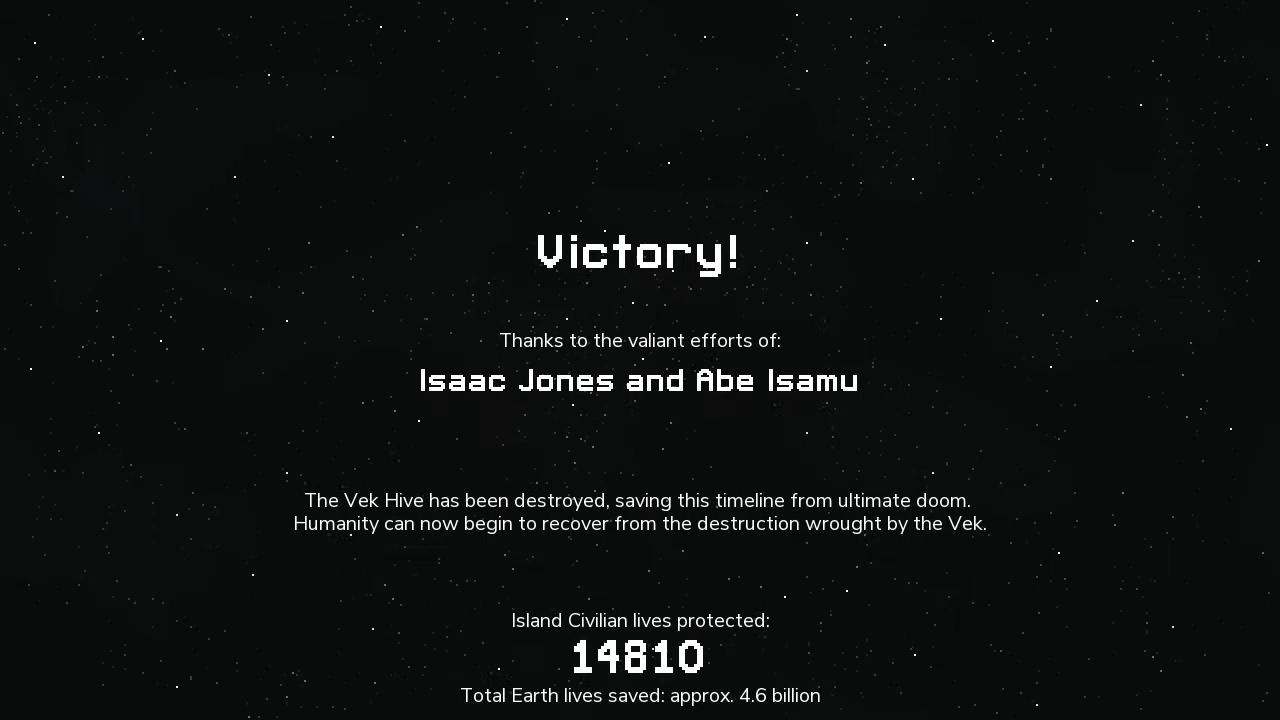 Victory!
Thanks to the valiant efforts of:
Isaac Jones and Abe Isamu
The Vek Hive has been destroyed, saving this timeline from ultimate doom.
Humanity can now begin to recover from the destruction wrought by the Vek.
Island Civilian lives protected:
14810
Total Earth lives saved: approx. 4.6 billion